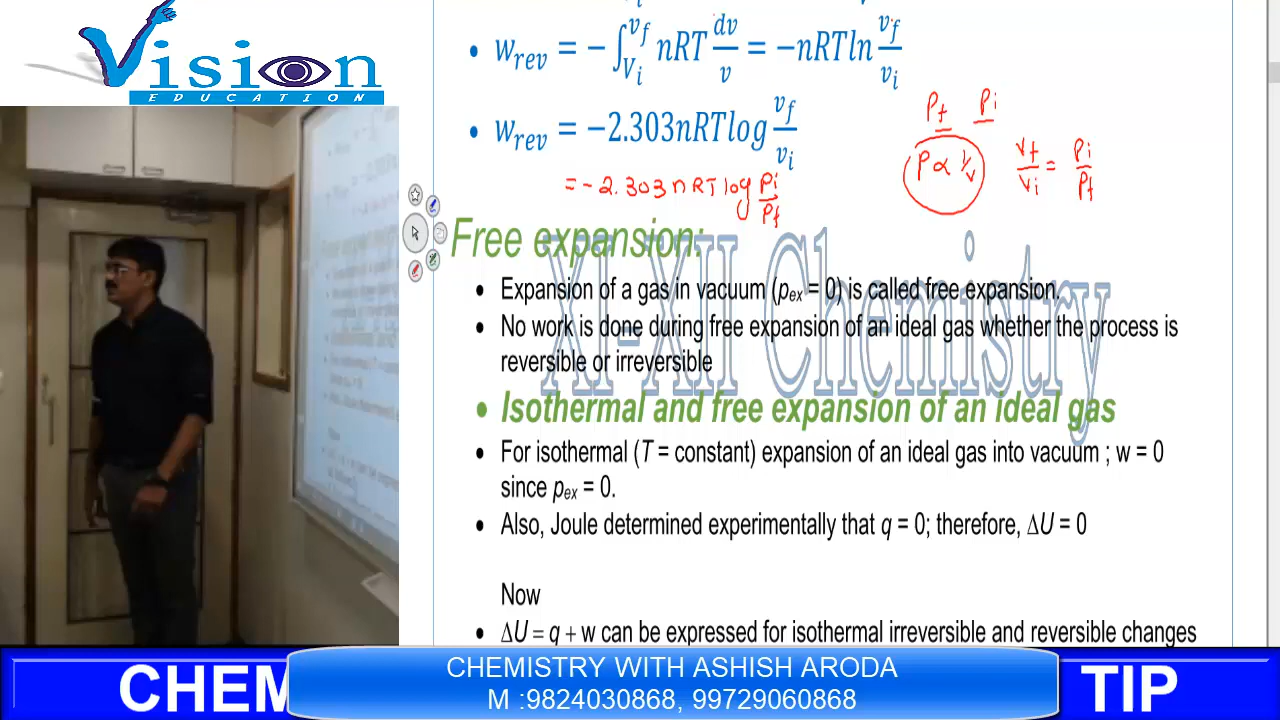 Vision
EDUCATION
• w_rev = −∫_{V_i}^{v_f} nRT dv/v = −nRTln v_f/v_i
• w_rev = −2.303nRTlog v_f/v_i
P_f P_i
P ∝ 1/v
v_f/v_i = P_i/P_f
= −2.303 nRT log P_i/P_f
Free expansion:
• Expansion of a gas in vacuum (p_ex = 0) is called free expansion.
• No work is done during free expansion of an ideal gas whether the process is
reversible or irreversible
XI-XII Chemistry
• Isothermal and free expansion of an ideal gas
• For isothermal (T = constant) expansion of an ideal gas into vacuum ; w = 0
since p_ex = 0.
• Also, Joule determined experimentally that q = 0; therefore, ΔU = 0
Now
• ΔU = q + w can be expressed for isothermal irreversible and reversible changes
CHEM
CHEMISTRY WITH ASHISH ARODA
M :9824030868, 99729060868
TIP